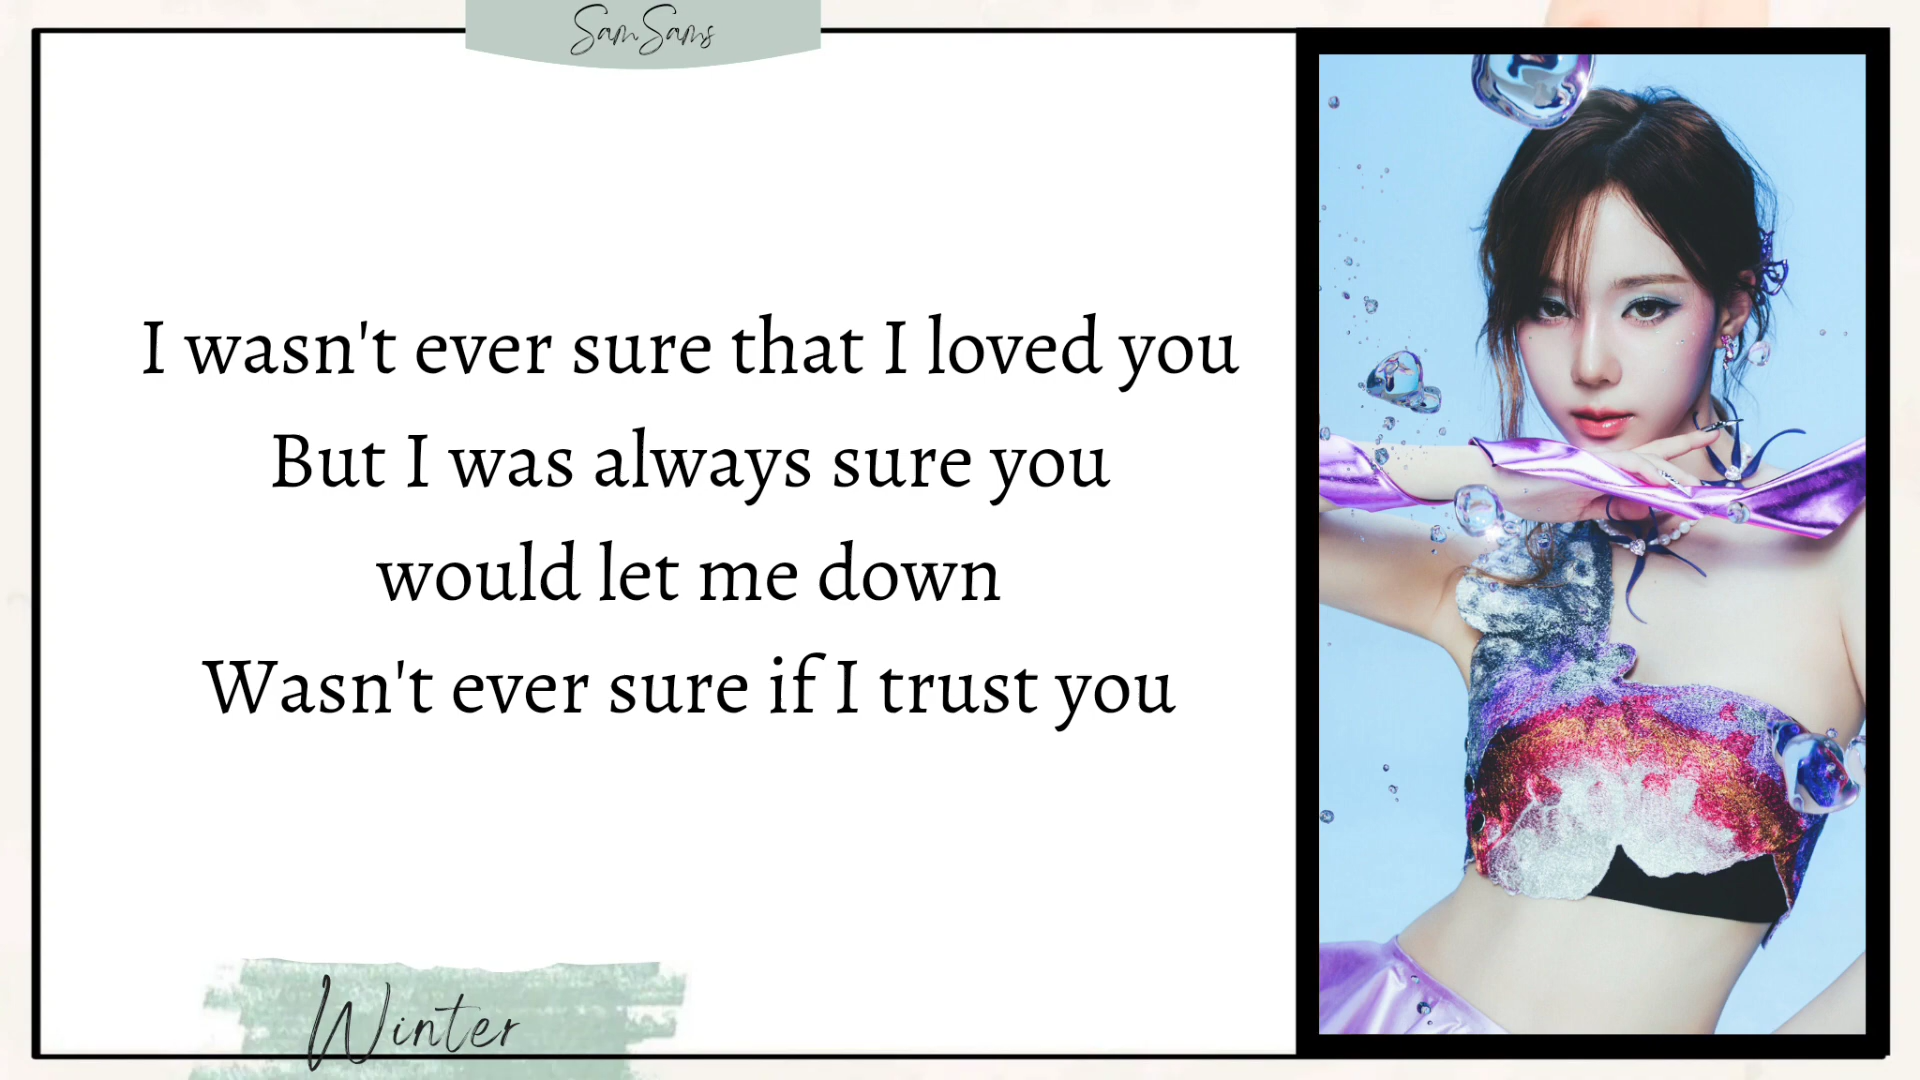 SamSams
I wasn't ever sure that I loved you
But I was always sure you
would let me down
Wasn't ever sure if I trust you
Winter